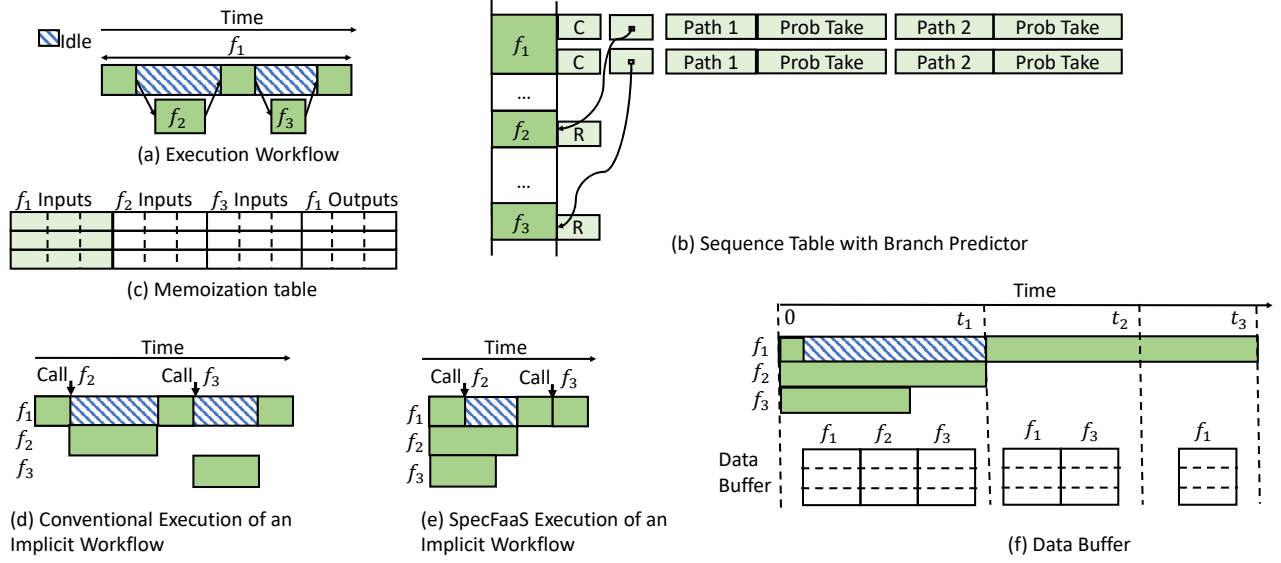 Time
Idle
f₁
f₂ f₃
(a) Execution Workflow
f₁ Inputs f₂ Inputs f₃ Inputs f₁ Outputs
(c) Memoization table
f₁ C Path 1 Prob Take Path 2 Prob Take
C Path 1 Prob Take Path 2 Prob Take
...
f₂ R
...
f₃ R
(b) Sequence Table with Branch Predictor
Time
Call f₂ Call f₃
f₁
f₂
f₃
(d) Conventional Execution of an
Implicit Workflow
Time
Call f₂ Call f₃
f₁
f₂
f₃
(e) SpecFaaS Execution of an
Implicit Workflow
Time
0 t₁ t₂ t₃
f₁
f₂
f₃
f₁ f₂ f₃ f₁ f₃ f₁
Data
Buffer
(f) Data Buffer